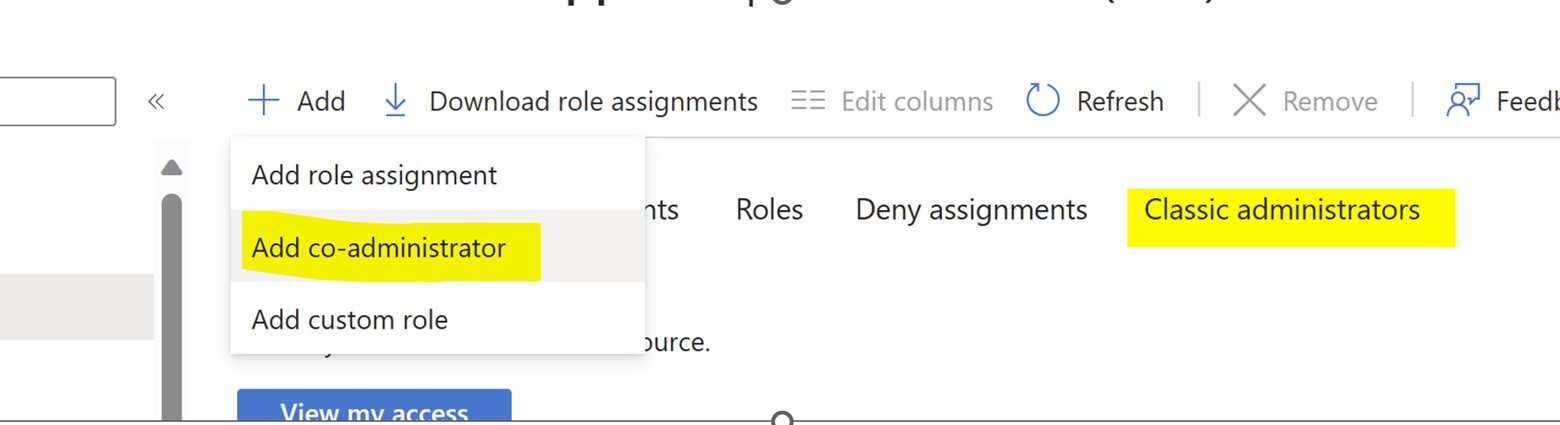 Add Download role assignments Edit columns Refresh Remove Feedb
Add role assignment
nts Roles Deny assignments Classic administrators
Add co-administrator
Add custom role
ource.
View my access